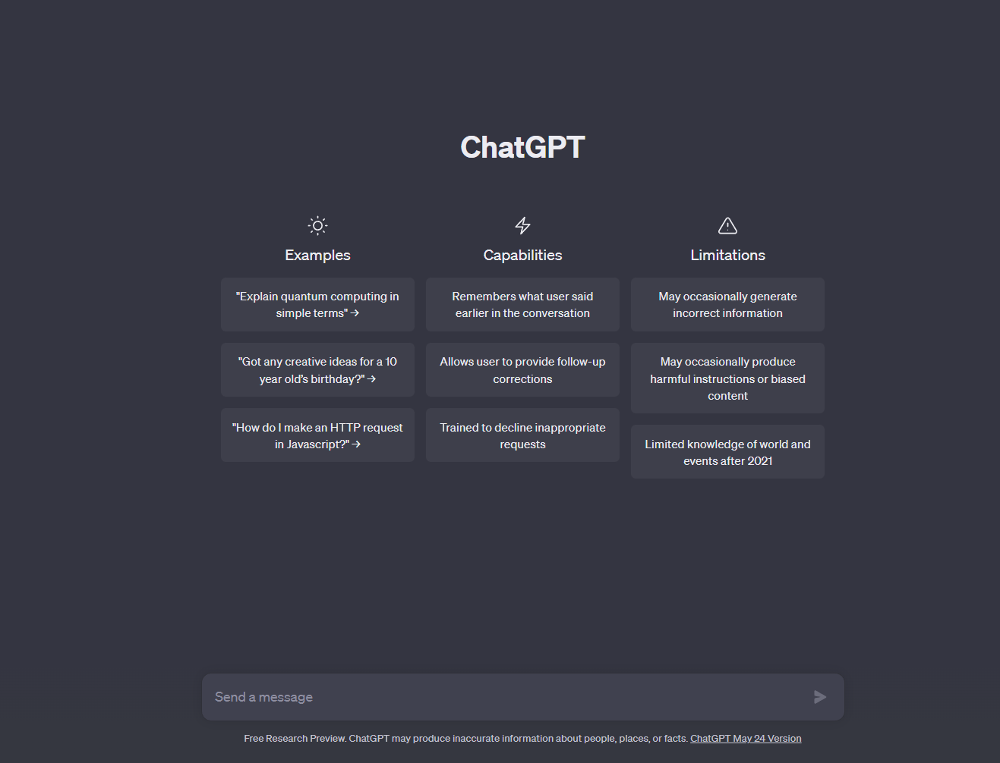 ChatGPT
Examples
"Explain quantum computing in
simple terms" →
"Got any creative ideas for a 10
year old's birthday?" →
"How do I make an HTTP request
in Javascript?" →
Capabilities
Remembers what user said
earlier in the conversation
Allows user to provide follow-up
corrections
Trained to decline inappropriate
requests
Limitations
May occasionally generate
incorrect information
May occasionally produce
harmful instructions or biased
content
Limited knowledge of world and
events after 2021
Send a message
Free Research Preview. ChatGPT may produce inaccurate information about people, places, or facts. ChatGPT May 24 Version